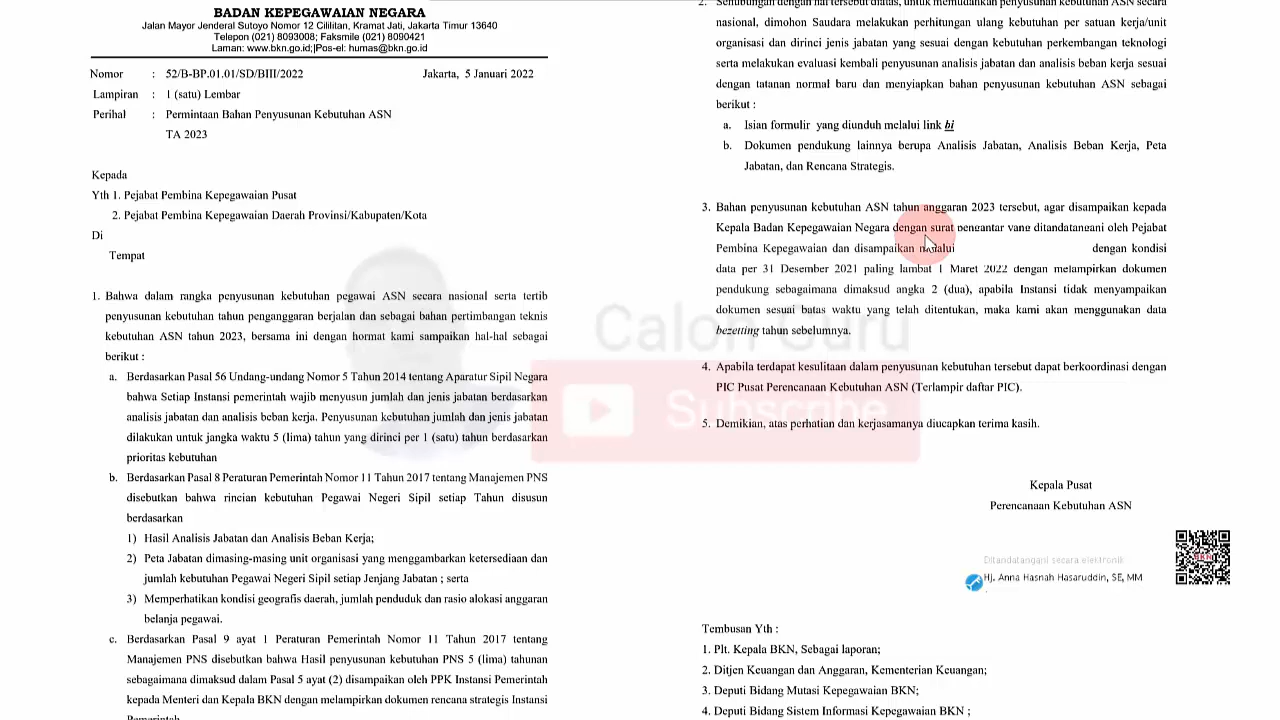 BADAN KEPEGAWAIAN NEGARA
Jalan Mayor Jenderal Sutoyo Nomor 12 Cililitan, Kramat Jati, Jakarta Timur 13640
Telepon (021) 8093008; Faksmile (021) 8090421
Laman: www.bkn.go.id;|Pos-el: humas@bkn.go.id
Nomor : 52/B-BP.01.01/SD/BIII/2022 Jakarta, 5 Januari 2022
Lampiran : 1 (satu) Lembar
Perihal : Permintaan Bahan Penyusunan Kebutuhan ASN
TA 2023
Kepada
Yth 1. Pejabat Pembina Kepegawaian Pusat
2. Pejabat Pembina Kepegawaian Daerah Provinsi/Kabupaten/Kota
Di
Tempat
1. Bahwa dalam rangka penyusunan kebutuhan pegawai ASN secara nasional serta tertib
penyusunan kebutuhan tahun penganggaran berjalan dan sebagai bahan pertimbangan teknis
kebutuhan ASN tahun 2023, bersama ini dengan hormat kami sampaikan hal-hal sebagai
berikut :
a. Berdasarkan Pasal 56 Undang-undang Nomor 5 Tahun 2014 tentang Aparatur Sipil Negara
bahwa Setiap Instansi pemerintah wajib menyusun jumlah dan jenis jabatan berdasarkan
analisis jabatan dan analisis beban kerja. Penyusunan kebutuhan jumlah dan jenis jabatan
dilakukan untuk jangka waktu 5 (lima) tahun yang dirinci per 1 (satu) tahun berdasarkan
prioritas kebutuhan
b. Berdasarkan Pasal 8 Peraturan Pemerintah Nomor 11 Tahun 2017 tentang Manajemen PNS
disebutkan bahwa rincian kebutuhan Pegawai Negeri Sipil setiap Tahun disusun
berdasarkan
1) Hasil Analisis Jabatan dan Analisis Beban Kerja;
2) Peta Jabatan dimasing-masing unit organisasi yang menggambarkan ketersediaan dan
jumlah kebutuhan Pegawai Negeri Sipil setiap Jenjang Jabatan ; serta
3) Memperhatikan kondisi geografis daerah, jumlah penduduk dan rasio alokasi anggaran
belanja pegawai.
c. Berdasarkan Pasal 9 ayat 1 Peraturan Pemerintah Nomor 11 Tahun 2017 tentang
Manajemen PNS disebutkan bahwa Hasil penyusunan kebutuhan PNS 5 (lima) tahunan
sebagaimana dimaksud dalam Pasal 5 ayat (2) disampaikan oleh PPK Instansi Pemerintah
kepada Menteri dan Kepala BKN dengan melampirkan dokumen rencana strategis Instansi
Pemerintah
2. Sehubungan dengan hal tersebut diatas, untuk memudahkan penyusunan kebutuhan ASN secara
nasional, dimohon Saudara melakukan perhitungan ulang kebutuhan per satuan kerja/unit
organisasi dan dirinci jenis jabatan yang sesuai dengan kebutuhan perkembangan teknologi
serta melakukan evaluasi kembali penyusunan analisis jabatan dan analisis beban kerja sesuai
dengan tatanan normal baru dan menyiapkan bahan penyusunan kebutuhan ASN sebagai
berikut :
a. Isian formulir yang diunduh melalui link bi
b. Dokumen pendukung lainnya berupa Analisis Jabatan, Analisis Beban Kerja, Peta
Jabatan, dan Rencana Strategis.
3. Bahan penyusunan kebutuhan ASN tahun anggaran 2023 tersebut, agar disampaikan kepada
Kepala Badan Kepegawaian Negara dengan surat pengantar yang ditandatangani oleh Pejabat
Pembina Kepegawaian dan disampaikan melalui dengan kondisi
data per 31 Desember 2021 paling lambat 1 Maret 2022 dengan melampirkan dokumen
pendukung sebagaimana dimaksud angka 2 (dua), apabila Instansi tidak menyampaikan
dokumen sesuai batas waktu yang telah ditentukan, maka kami akan menggunakan data
bezetting tahun sebelumnya.
4. Apabila terdapat kesulitaan dalam penyusunan kebutuhan tersebut dapat berkoordinasi dengan
PIC Pusat Perencanaan Kebutuhan ASN (Terlampir daftar PIC).
5. Demikian, atas perhatian dan kerjasamanya diucapkan terima kasih.
Kepala Pusat
Perencanaan Kebutuhan ASN
Ditandatangani secara elektronik
Hj. Anna Hasnah Hasaruddin, SE, MM
BKN
Tembusan Yth :
1. Plt. Kepala BKN, Sebagai laporan;
2. Ditjen Keuangan dan Anggaran, Kementerian Keuangan;
3. Deputi Bidang Mutasi Kepegawaian BKN;
4. Deputi Bidang Sistem Informasi Kepegawaian BKN ;
Calon Guru
Subscribe